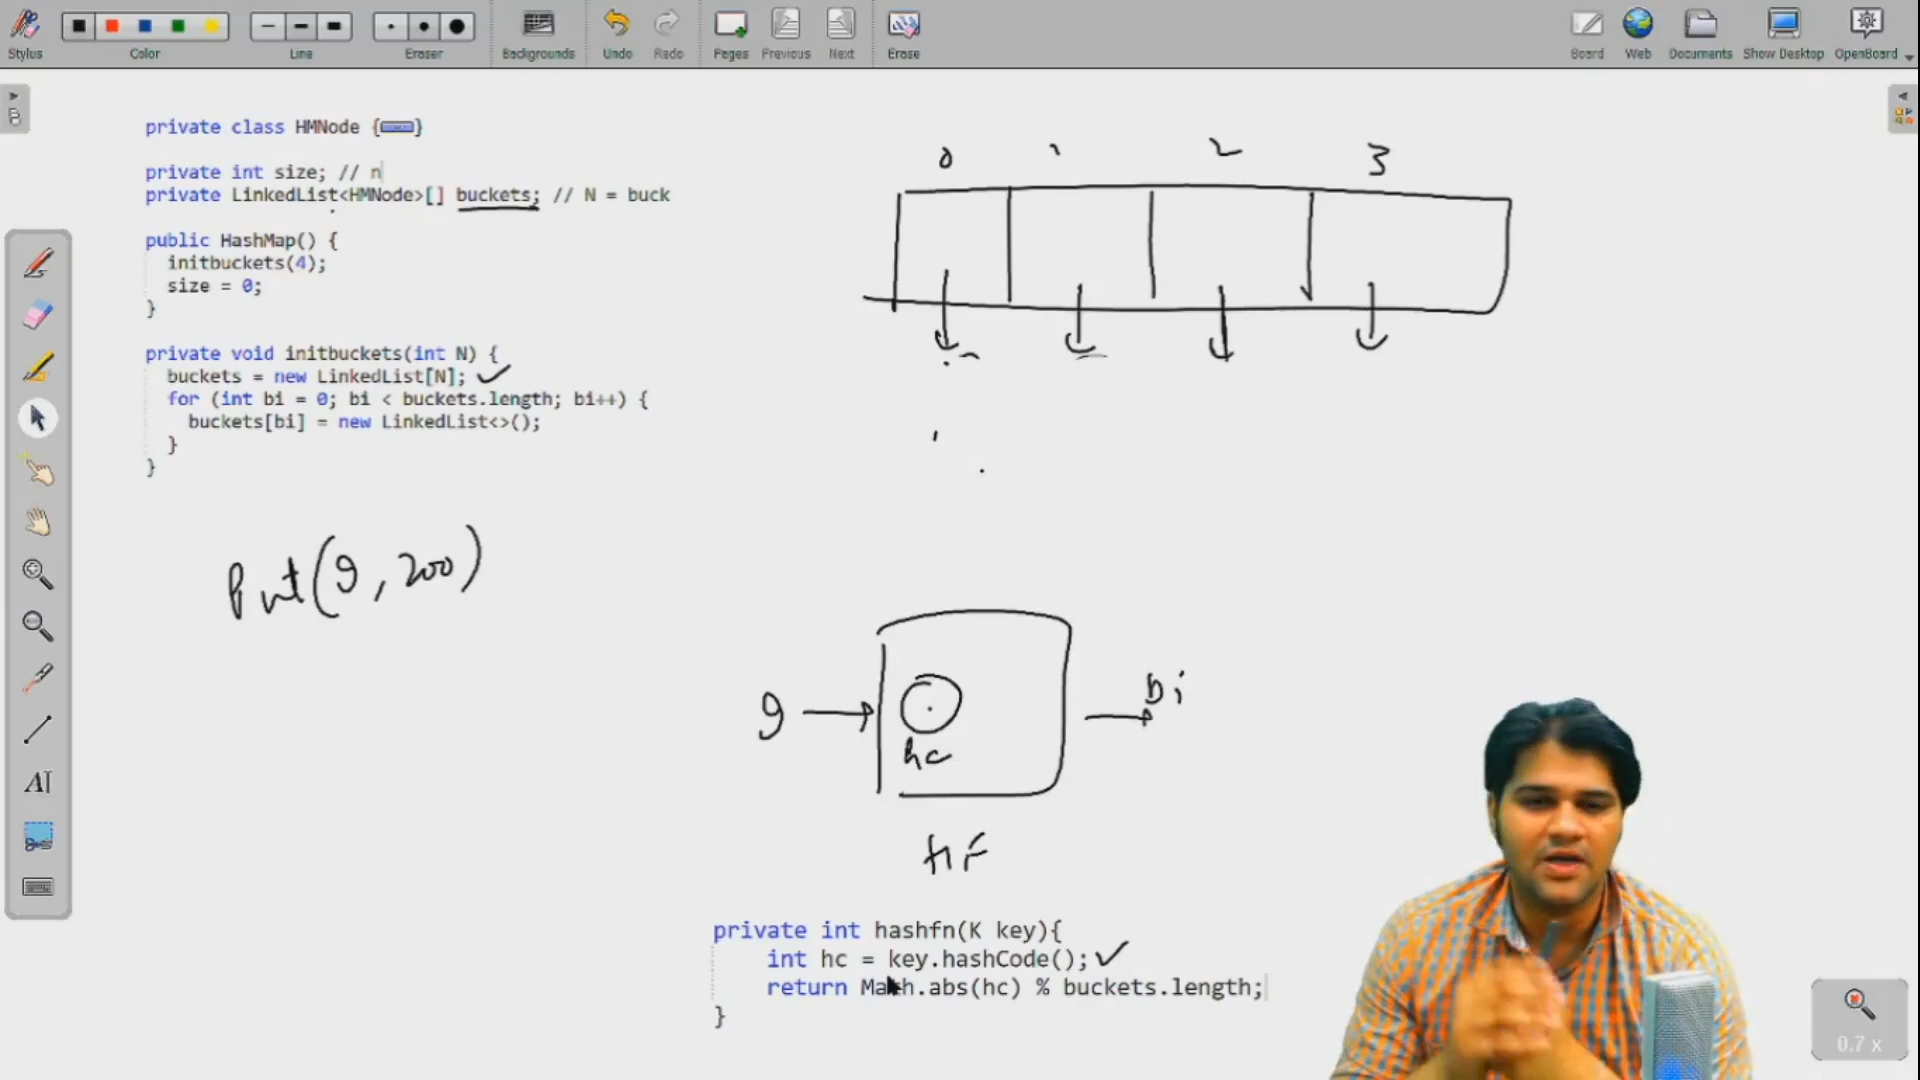 Stylus
Color
Line
Eraser
Backgrounds
Undo
Redo
Pages
Previous
Next
Erase
Board
Web
Documents
Show Desktop
OpenBoard
B
private class HMNode {}
private int size; // n
private LinkedList<HMNode>[] buckets; // N = buck
public HashMap() {
initbuckets(4);
size = 0;
}
private void initbuckets(int N) {
buckets = new LinkedList[N];
for (int bi = 0; bi < buckets.length; bi++) {
buckets[bi] = new LinkedList<>();
}
}
0 1 2 3
Put(9, 200)
9
hc
bi
HF
private int hashfn(K key){
int hc = key.hashCode();
return Math.abs(hc) % buckets.length;
}
AI
0.7 x